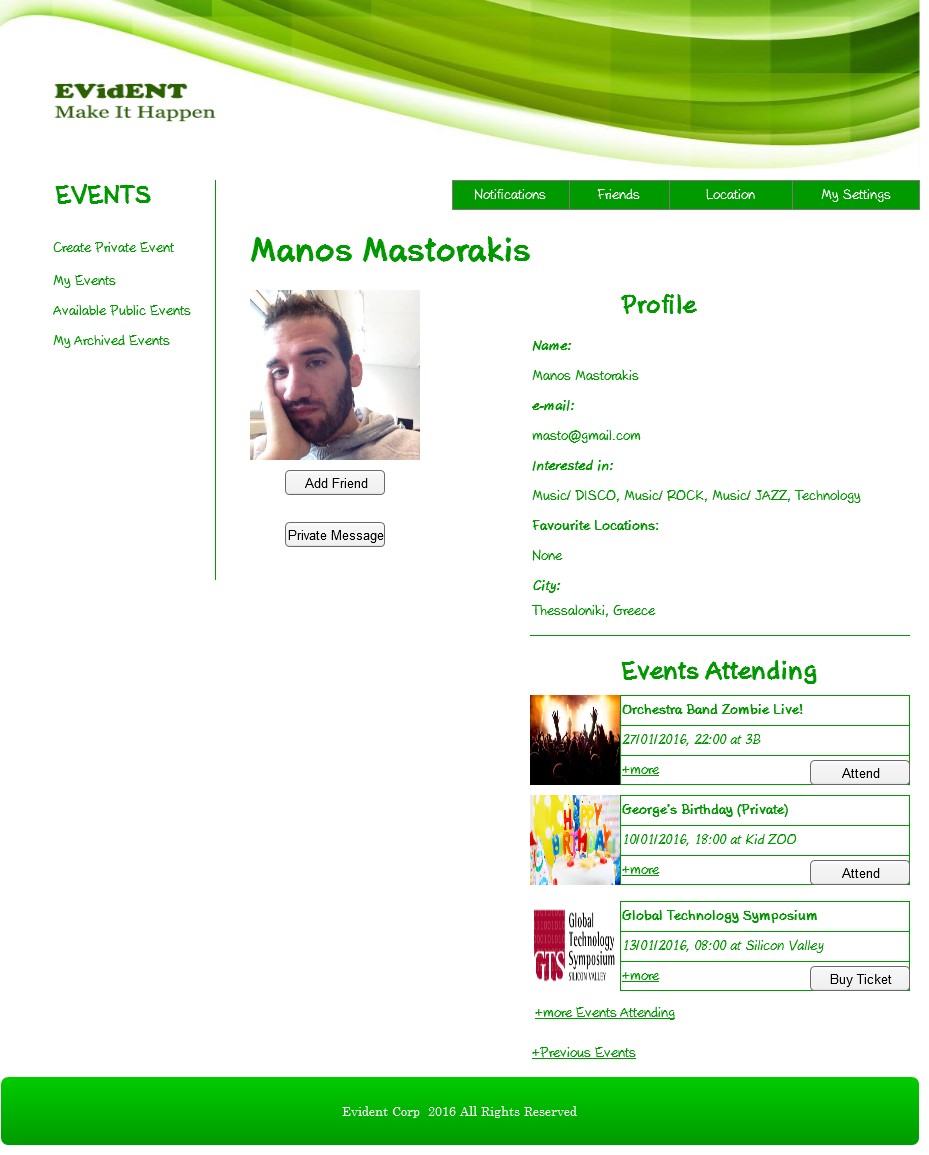 EVidENT
Make It Happen
EVENTS
Create Private Event
My Events
Available Public Events
My Archived Events
Notifications
Friends
Location
My Settings
Manos Mastorakis
Add Friend
Private Message
Profile
Name:
Manos Mastorakis
e-mail:
masto@gmail.com
Interested in:
Music/ DISCO, Music/ ROCK, Music/ JAZZ, Technology
Favourite Locations:
None
City:
Thessaloniki, Greece
Events Attending
Orchestra Band Zombie Live!
27/01/2016, 22:00 at 3B
+more
Attend
HAPPY
BIRTHDAY
George's Birthday (Private)
10/01/2016, 18:00 at Kid ZOO
+more
Attend
GTS
Global
Technology
Symposium
SILICON VALLEY
Global Technology Symposium
13/01/2016, 08:00 at Silicon Valley
+more
Buy Ticket
+more Events Attending
+Previous Events
Evident Corp  2016 All Rights Reserved